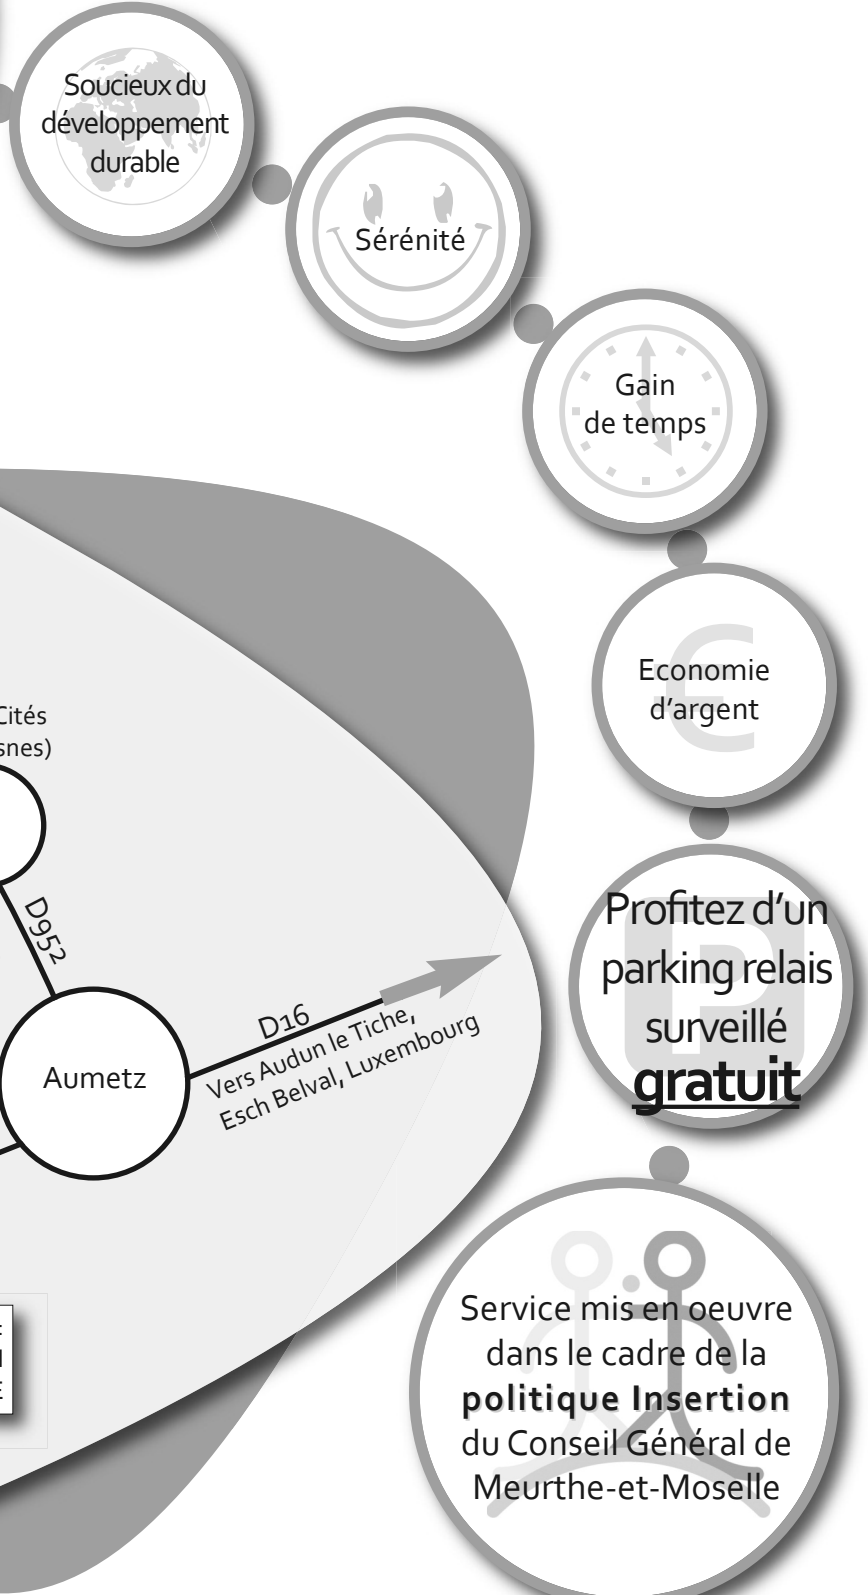 Soucieux du
développement
durable
Sérénité
Gain
de temps
Economie
d'argent
Cités
snes)
D952
Aumetz
D16
Vers Audun le Tiche,
Esch Belval, Luxembourg
Profitez d'un
parking relais
surveillé
gratuit
Service mis en oeuvre
dans le cadre de la
politique Insertion
du Conseil Général de
Meurthe-et-Moselle